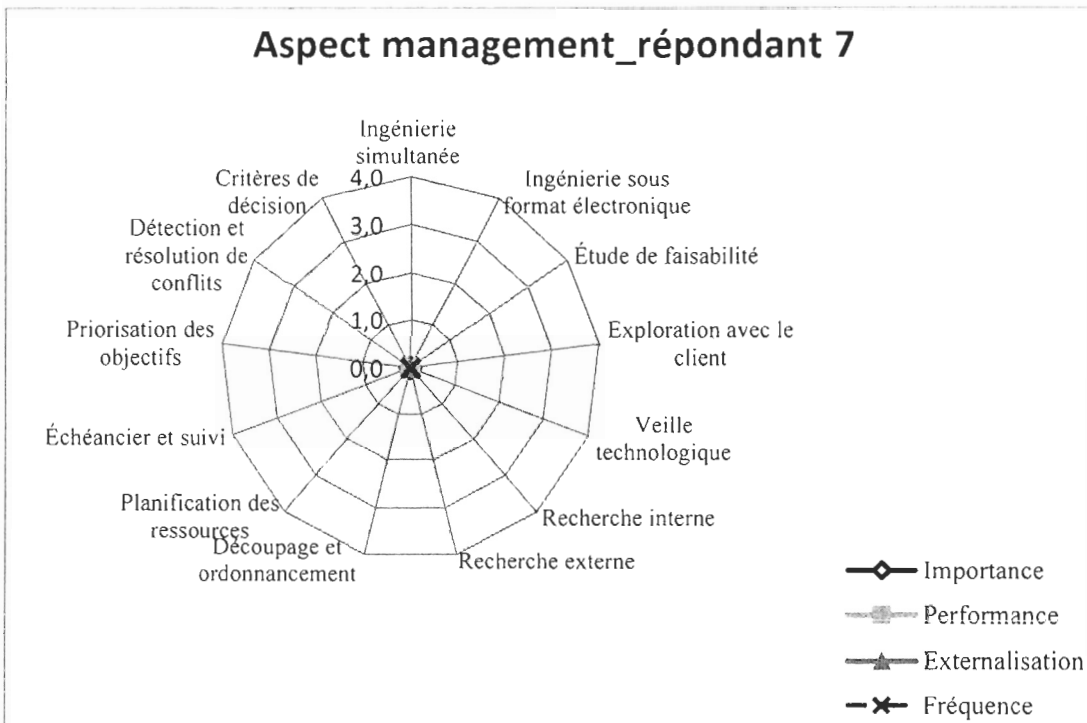 Aspect management_répondant 7
Ingénierie
simultanée
Ingénierie sous
format électronique
Étude de faisabilité
Exploration avec le
client
Veille
technologique
Recherche interne
Recherche externe
Découpage et
ordonnancement
Planification des
ressources
Échéancier et suivi
Priorisation des
objectifs
Détection et
résolution de
conflits
Critères de
décision
4,0
3,0
2,0
1,0
0,0
Importance
Performance
Externalisation
Fréquence